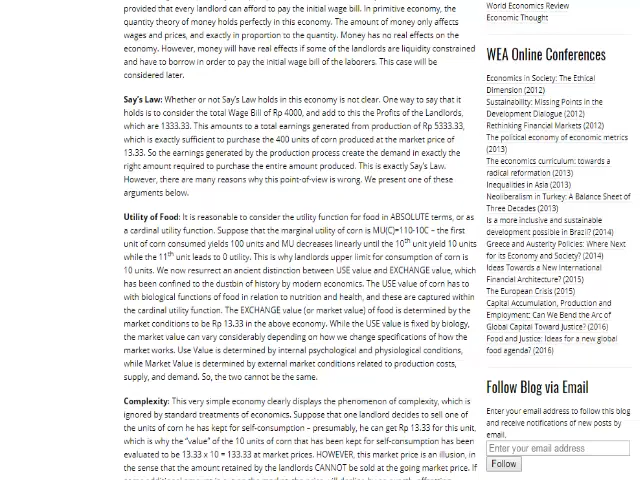 provided that every landlord can afford to pay the initial wage bill. In primitive economy, the
quantity theory of money holds perfectly in this economy. The amount of money only affects
wages and prices, and exactly in proportion to the quantity. Money has no real effects on the
economy. However, money will have real effects if some of the landlords are liquidity constrained
and have to borrow in order to pay the initial wage bill of the laborers. This case will be
considered later.
Say's Law: Whether or not Say's Law holds in this economy is not clear. One way to say that it
holds is to consider the total Wage Bill of Rp 4000, and add to this the Profits of the Landlords,
which are 1333.33. This amounts to a total earnings generated from production of Rp 5333.33,
which is exactly sufficient to purchase the 400 units of corn produced at the market price of
13.33. So the earnings generated by the production process create the demand in exactly the
right amount required to purchase the entire amount produced. This is exactly Say's Law.
However, there are many reasons why this point-of-view is wrong. We present one of these
arguments below.
Utility of Food: It is reasonable to consider the utility function for food in ABSOLUTE terms, or as
a cardinal utility function. Suppose that the marginal utility of corn is MU(C)=110-10C – the first
unit of corn consumed yields 100 units and MU decreases linearly until the 10th unit yield 10 units
while the 11th unit leads to 0 utility. This is why landlords upper limit for consumption of corn is
10 units. We now resurrect an ancient distinction between USE value and EXCHANGE value, which
has been confined to the dustbin of history by modern economics. The USE value of corn has to
with biological functions of food in relation to nutrition and health, and these are captured within
the cardinal utility function. The EXCHANGE value (or market value) of food is determined by the
market conditions to be Rp 13.33 in the above economy. While the USE value is fixed by biology,
the market value can vary considerably depending on how we change specifications of how the
market works. Use Value is determined by internal psychological and physiological conditions,
while Market Value is determined by external market conditions related to production costs,
supply, and demand. So, the two cannot be the same.
Complexity: This very simple economy clearly displays the phenomenon of complexity, which is
ignored by standard treatments of economics. Suppose that one landlord decides to sell one of
the units of corn he has kept for self-consumption – presumably, he can get Rp 13.33 for this unit,
which is why the "value" of the 10 units of corn that has been kept for self-consumption has been
evaluated to be 13.33 x 10 = 133.33 at market prices. HOWEVER, this market price is an illusion, in
the sense that the amount retained by the landlords CANNOT be sold at the going market price. If
World Economics Review
Economic Thought
WEA Online Conferences
Economics in Society: The Ethical
Dimension (2012)
Sustainability: Missing Points in the
Development Dialogue (2012)
Rethinking Financial Markets (2012)
The political economy of economic metrics
(2013)
The economics curriculum: towards a
radical reformation (2013)
Inequalities in Asia (2013)
Neoliberalism in Turkey: A Balance Sheet of
Three Decades (2013)
Is a more inclusive and sustainable
development possible in Brazil? (2014)
Greece and Austerity Policies: Where Next
for its Economy and Society? (2014)
Ideas Towards a New International
Financial Architecture? (2015)
The European Crisis (2015)
Capital Accumulation, Production and
Employment: Can We Bend the Arc of
Global Capital Toward Justice? (2016)
Food and Justice: Ideas for a new global
food agenda? (2016)
Follow Blog via Email
Enter your email address to follow this blog
and receive notifications of new posts by
email.
Enter your email address
Follow